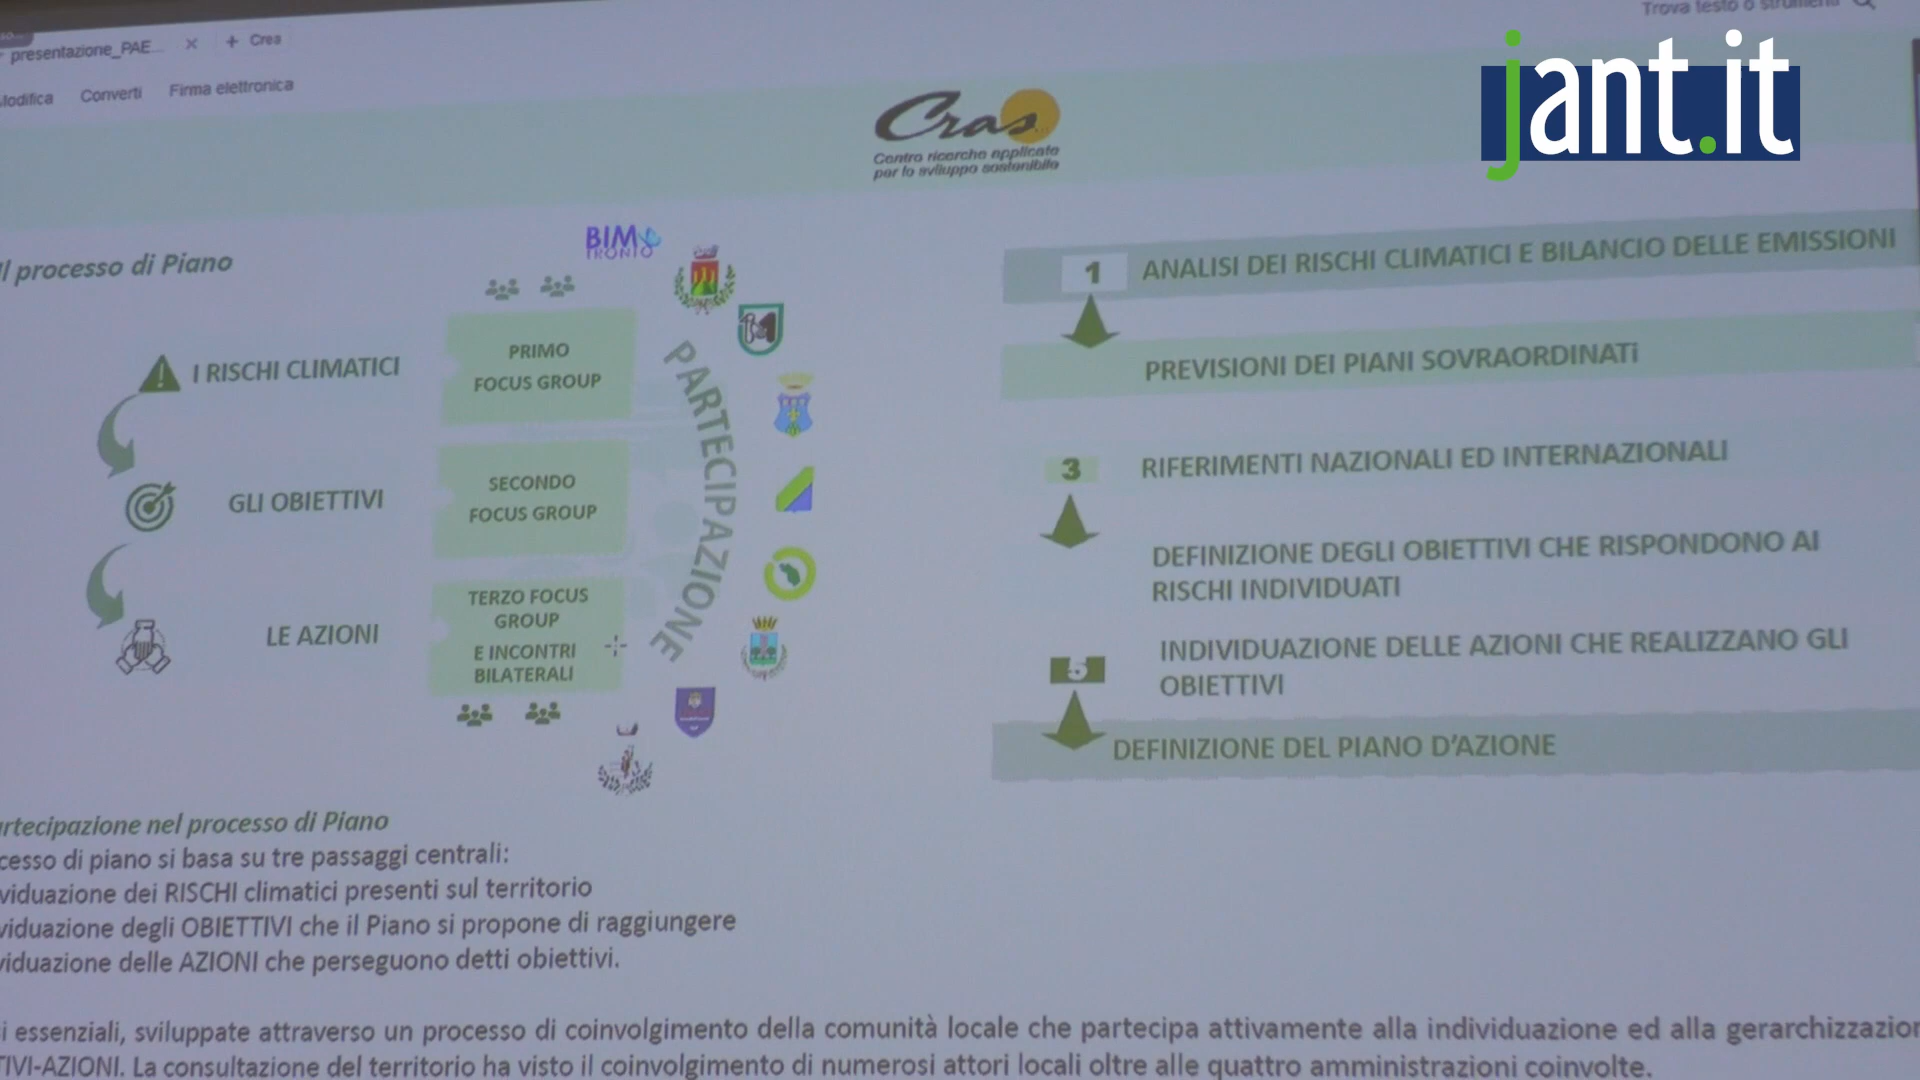 presentazione_PAE...
+ Crea
Trova testo o strumenti
Modifica
Converti
Firma elettronica
jant.it
Cras
Centro ricerche applicate
per lo sviluppo sostenibile
Il processo di Piano
BIM
TRONTO
I RISCHI CLIMATICI
GLI OBIETTIVI
LE AZIONI
PRIMO
FOCUS GROUP
SECONDO
FOCUS GROUP
TERZO FOCUS
GROUP
E INCONTRI
BILATERALI
PARTECIPAZIONE
1
ANALISI DEI RISCHI CLIMATICI E BILANCIO DELLE EMISSIONI
PREVISIONI DEI PIANI SOVRAORDINATi
3
RIFERIMENTI NAZIONALI ED INTERNAZIONALI
DEFINIZIONE DEGLI OBIETTIVI CHE RISPONDONO AI
RISCHI INDIVIDUATI
5
INDIVIDUAZIONE DELLE AZIONI CHE REALIZZANO GLI
OBIETTIVI
DEFINIZIONE DEL PIANO D'AZIONE
rtecipazione nel processo di Piano
cesso di piano si basa su tre passaggi centrali:
viduazione dei RISCHI climatici presenti sul territorio
viduazione degli OBIETTIVI che il Piano si propone di raggiungere
viduazione delle AZIONI che perseguono detti obiettivi.
i essenziali, sviluppate attraverso un processo di coinvolgimento della comunità locale che partecipa attivamente alla individuazione ed alla gerarchizzazion
TIVI-AZIONI. La consultazione del territorio ha visto il coinvolgimento di numerosi attori locali oltre alle quattro amministrazioni coinvolte.